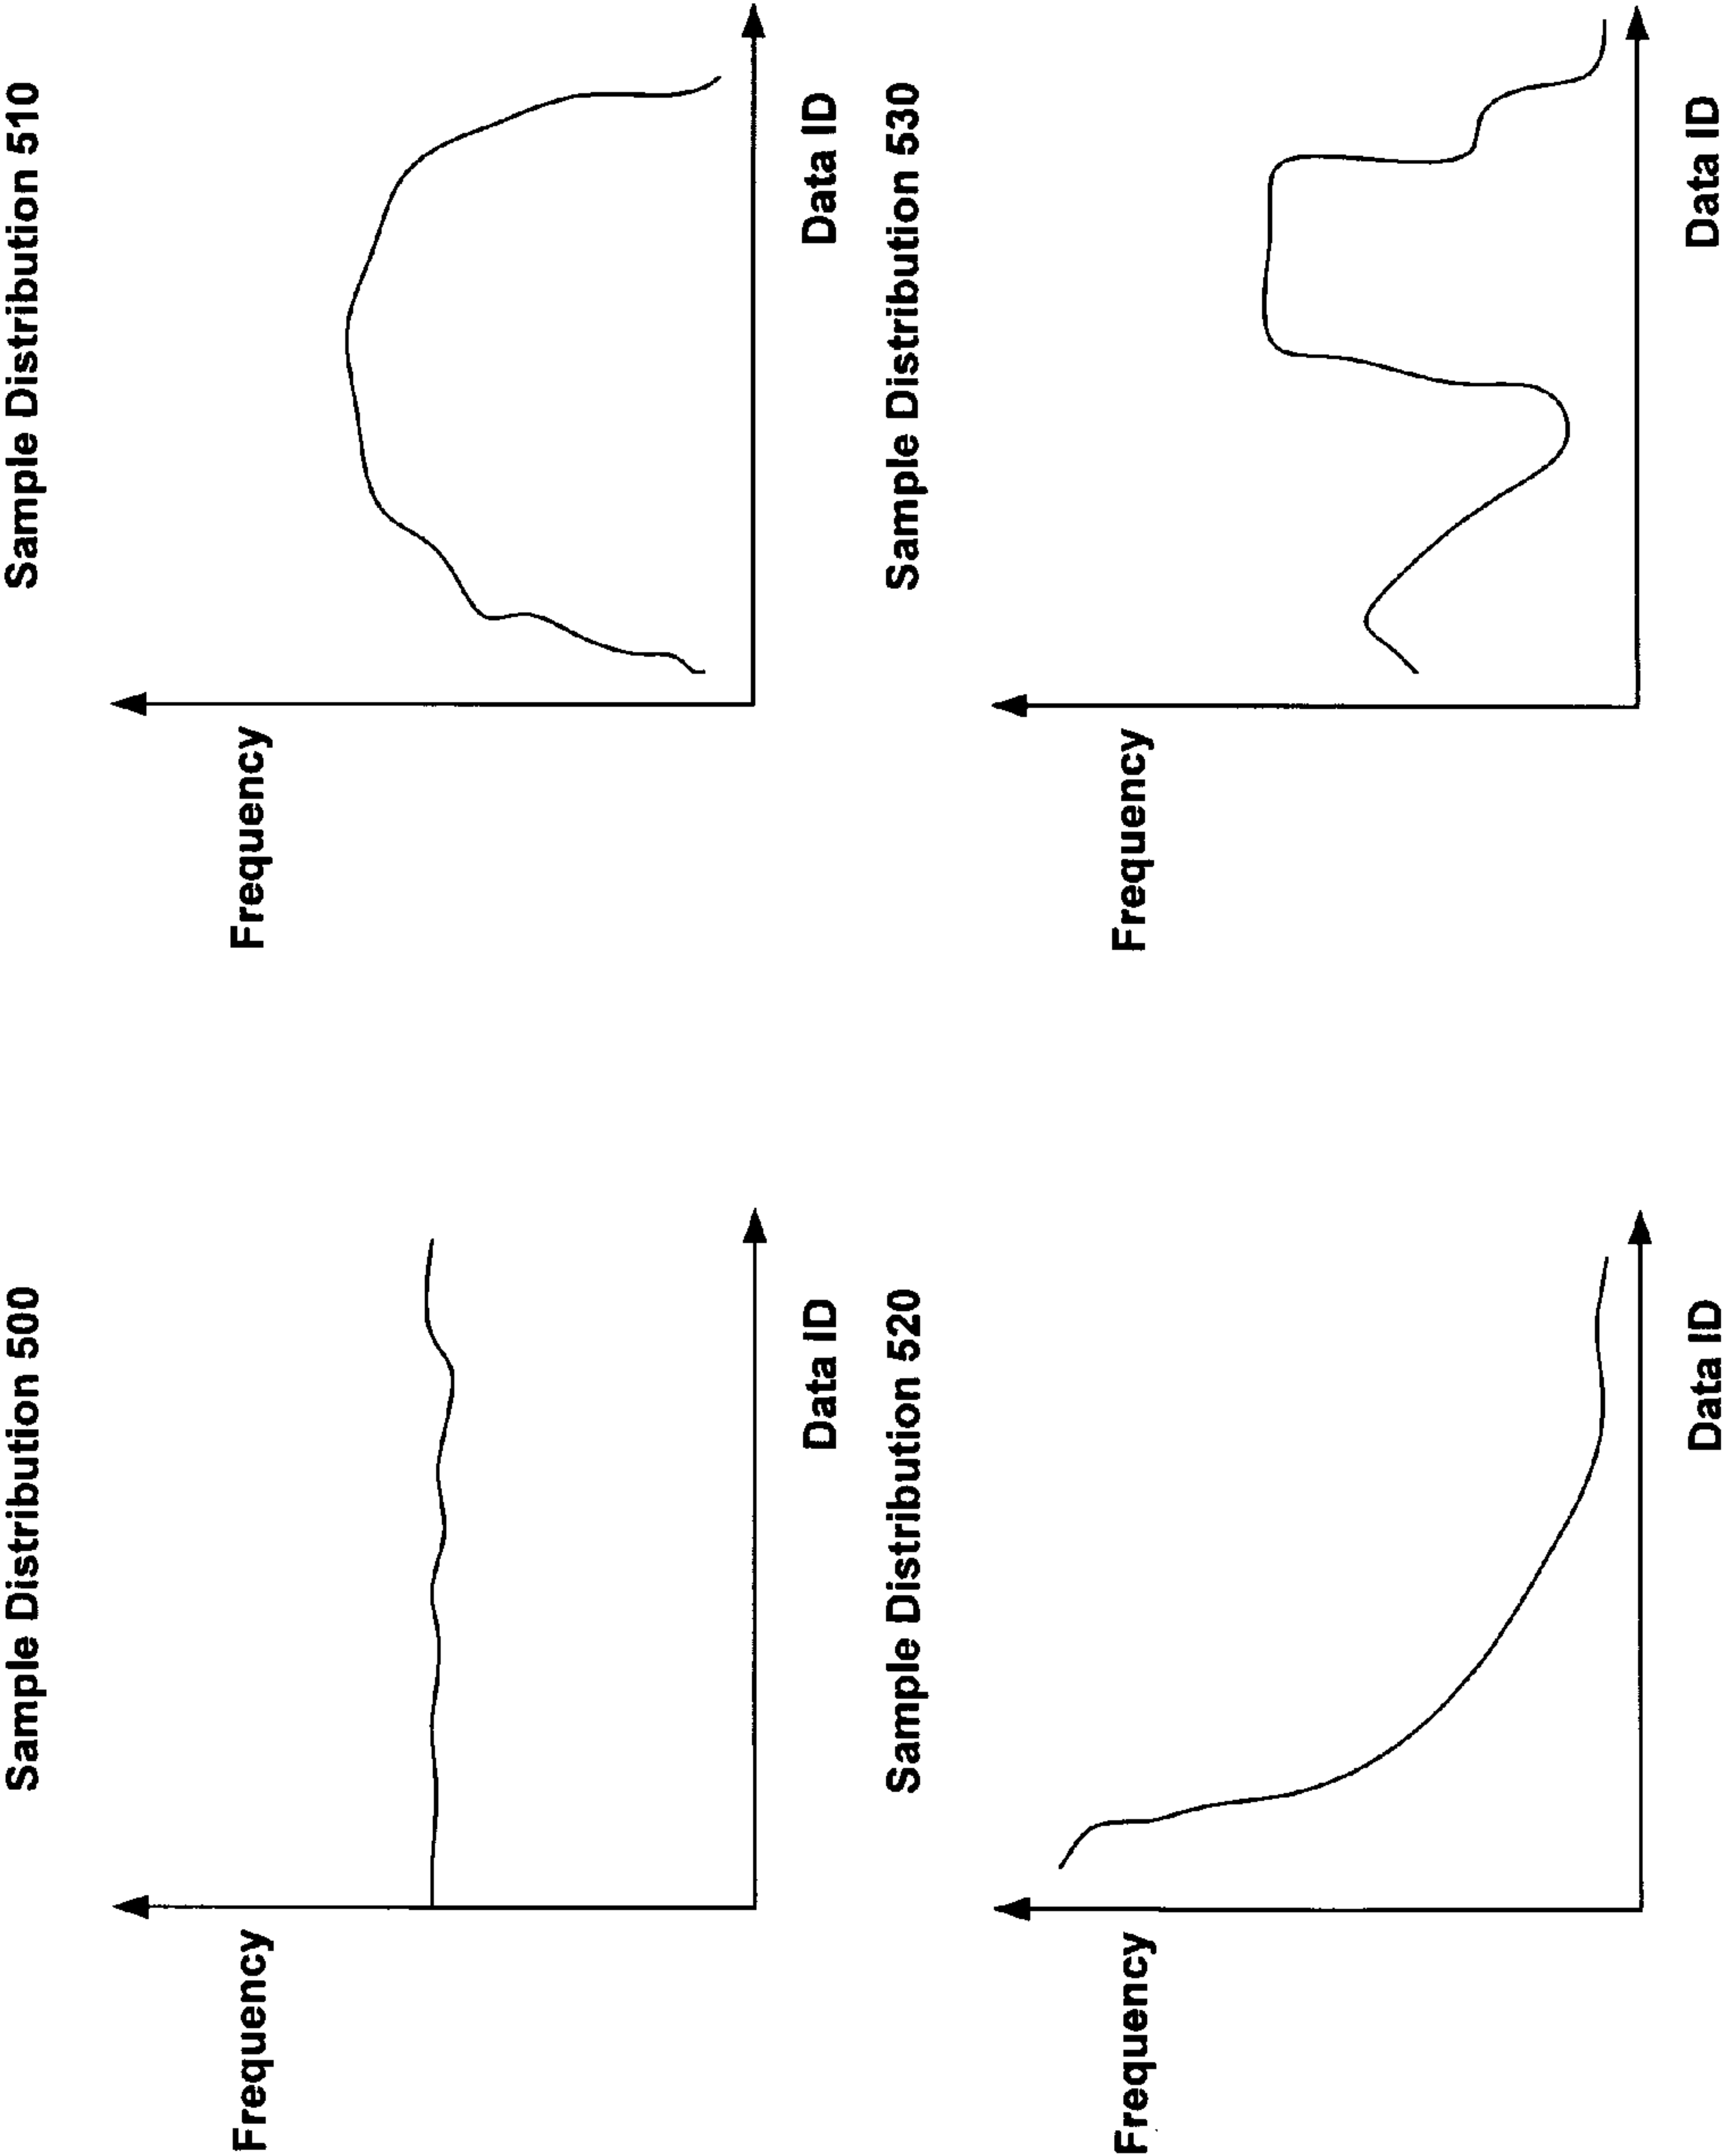 Sample Distribution 500
Frequency
Data ID
Sample Distribution 510
Frequency
Data ID
Sample Distribution 520
Frequency
Data ID
Sample Distribution 530
Frequency
Data ID